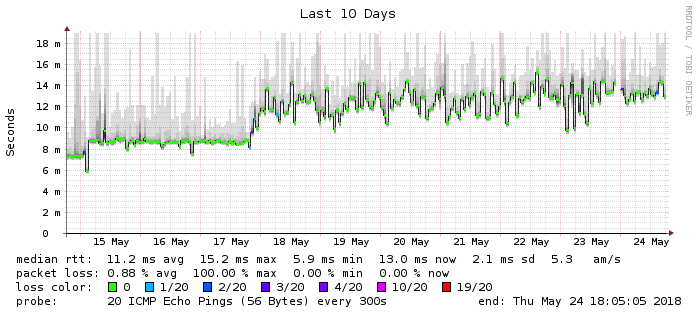 Last 10 Days
RRDTOOL / TOBI OETIKER
Seconds
18 m
16 m
14 m
12 m
10 m
8 m
6 m
4 m
2 m
0
15 May 16 May 17 May 18 May 19 May 20 May 21 May 22 May 23 May 24 May
median rtt: 11.2 ms avg 15.2 ms max 5.9 ms min 13.0 ms now 2.1 ms sd 5.3 am/s
packet loss: 0.88 % avg 100.00 % max 0.00 % min 0.00 % now
loss color: 0 1/20 2/20 3/20 4/20 10/20 19/20
probe: 20 ICMP Echo Pings (56 Bytes) every 300s end: Thu May 24 18:05:05 2018